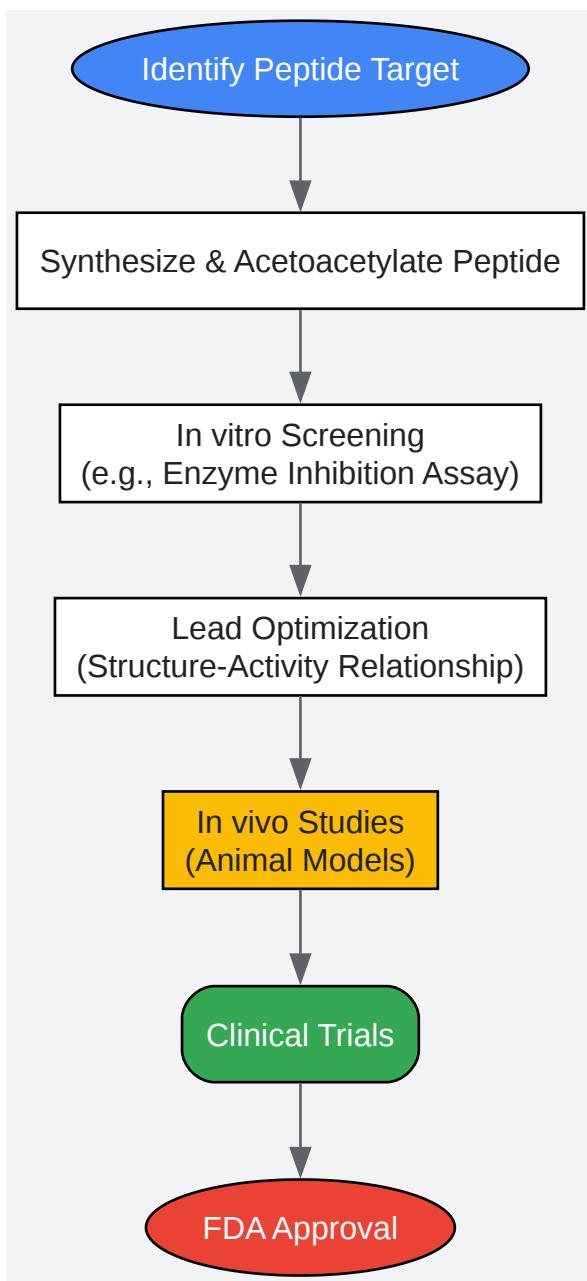 Identify Peptide Target
Synthesize & Acetoacetylate Peptide
In vitro Screening
(e.g., Enzyme Inhibition Assay)
Lead Optimization
(Structure-Activity Relationship)
In vivo Studies
(Animal Models)
Clinical Trials
FDA Approval